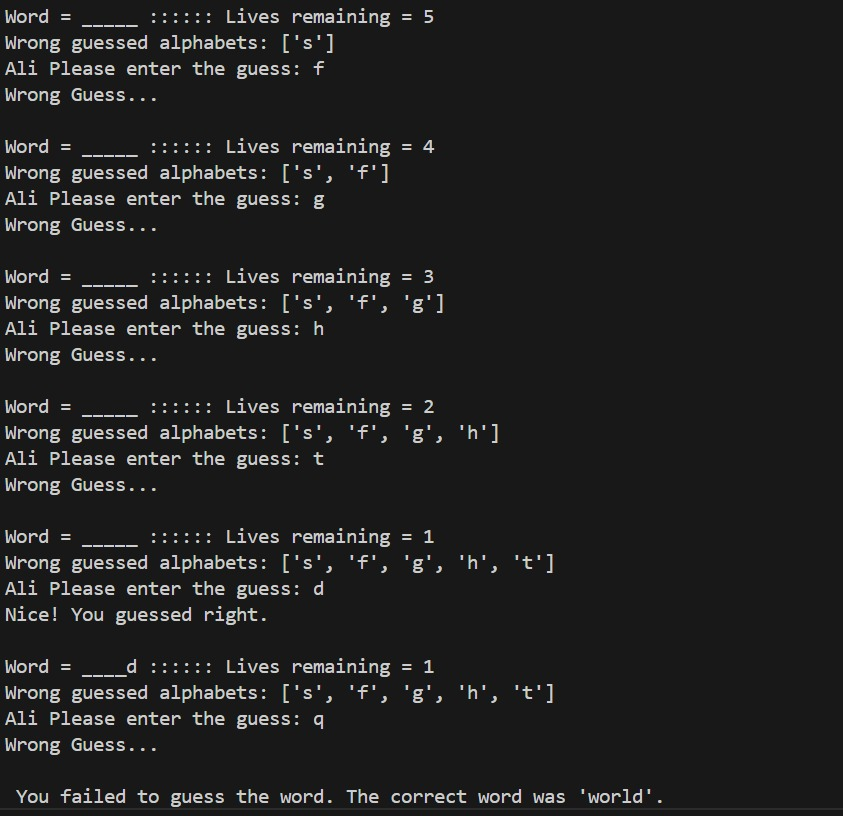 Word = _____ :::::: Lives remaining = 5
Wrong guessed alphabets: ['s']
Ali Please enter the guess: f
Wrong Guess...
Word = _____ :::::: Lives remaining = 4
Wrong guessed alphabets: ['s', 'f']
Ali Please enter the guess: g
Wrong Guess...
Word = _____ :::::: Lives remaining = 3
Wrong guessed alphabets: ['s', 'f', 'g']
Ali Please enter the guess: h
Wrong Guess...
Word = _____ :::::: Lives remaining = 2
Wrong guessed alphabets: ['s', 'f', 'g', 'h']
Ali Please enter the guess: t
Wrong Guess...
Word = _____ :::::: Lives remaining = 1
Wrong guessed alphabets: ['s', 'f', 'g', 'h', 't']
Ali Please enter the guess: d
Nice! You guessed right.
Word = ____d :::::: Lives remaining = 1
Wrong guessed alphabets: ['s', 'f', 'g', 'h', 't']
Ali Please enter the guess: q
Wrong Guess...
You failed to guess the word. The correct word was 'world'.